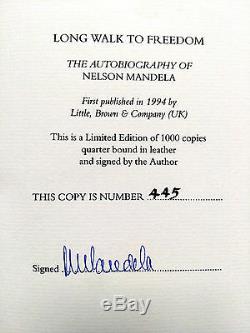 LONG WALK TO FREEDOM
THE AUTOBIOGRAPHY OF
NELSON MANDELA
First published in 1994 by
Little, Brown & Company (UK)
This is a Limited Edition of 1000 copies
quarter bound in leather
and signed by the Author
THIS COPY IS NUMBER 445
Signed NMandela